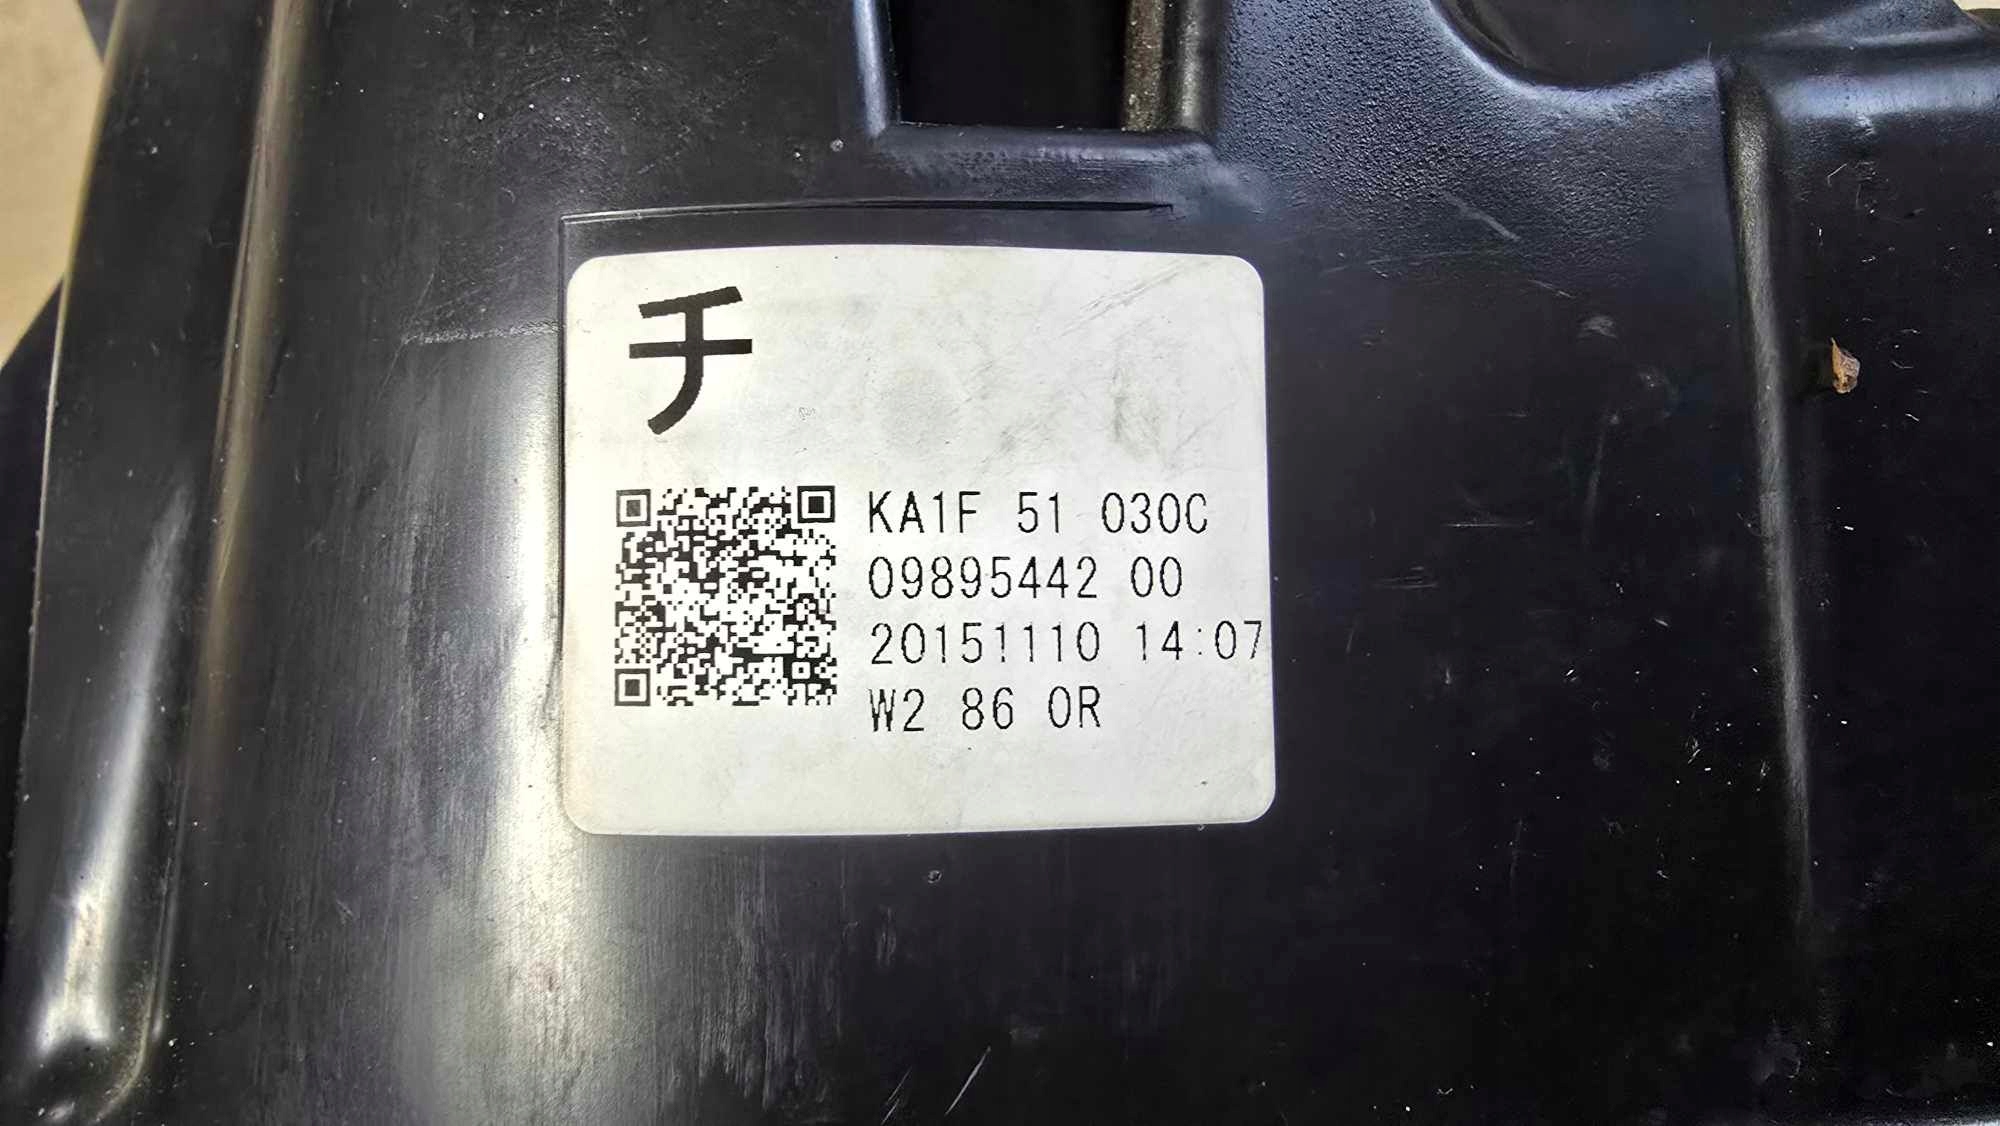 チ
KA1F 51 030C
09895442 00
20151110 14:07
W2 86 0R